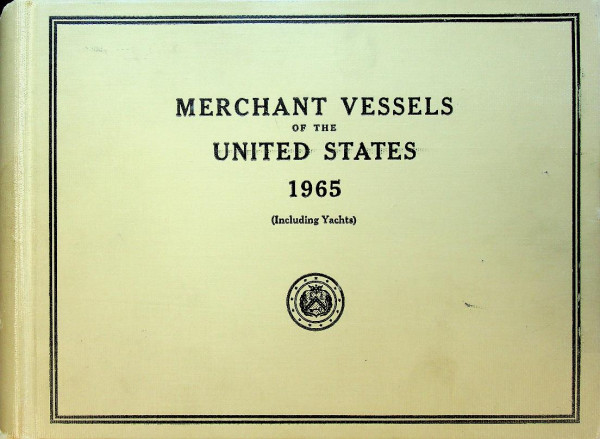 MERCHANT VESSELS
OF THE
UNITED STATES
1965
(Including Yachts)